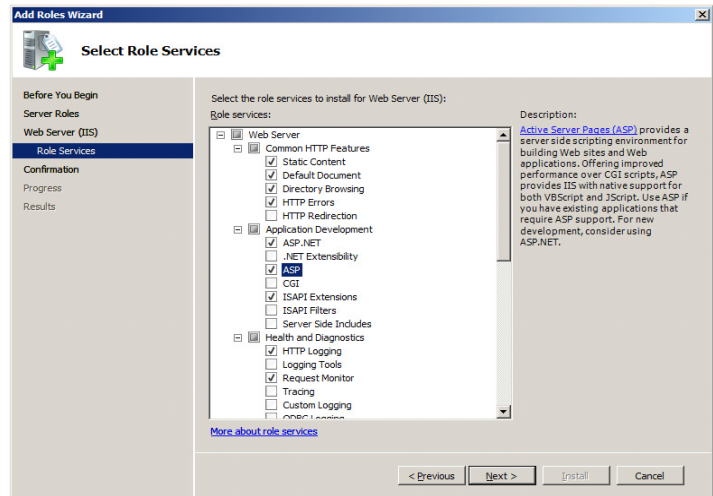 Add Roles Wizard
Select Role Services
Before You Begin
Server Roles
Web Server (IIS)
Role Services
Confirmation
Progress
Results
Select the role services to install for Web Server (IIS):
Role services:
Web Server
Common HTTP Features
Static Content
Default Document
Directory Browsing
HTTP Errors
HTTP Redirection
Application Development
ASP.NET
.NET Extensibility
ASP
CGI
ISAPI Extensions
ISAPI Filters
Server Side Includes
Health and Diagnostics
HTTP Logging
Logging Tools
Request Monitor
Tracing
Custom Logging
ODBC Logging
More about role services
Description:
Active Server Pages (ASP) provides a
server side scripting environment for
building Web sites and Web
applications. Offering improved
performance over CGI scripts, ASP
provides IIS with native support for
both VBScript and JScript. Use ASP if
you have existing applications that
require ASP support. For new
development, consider using
ASP.NET.
< Previous
Next >
Install
Cancel